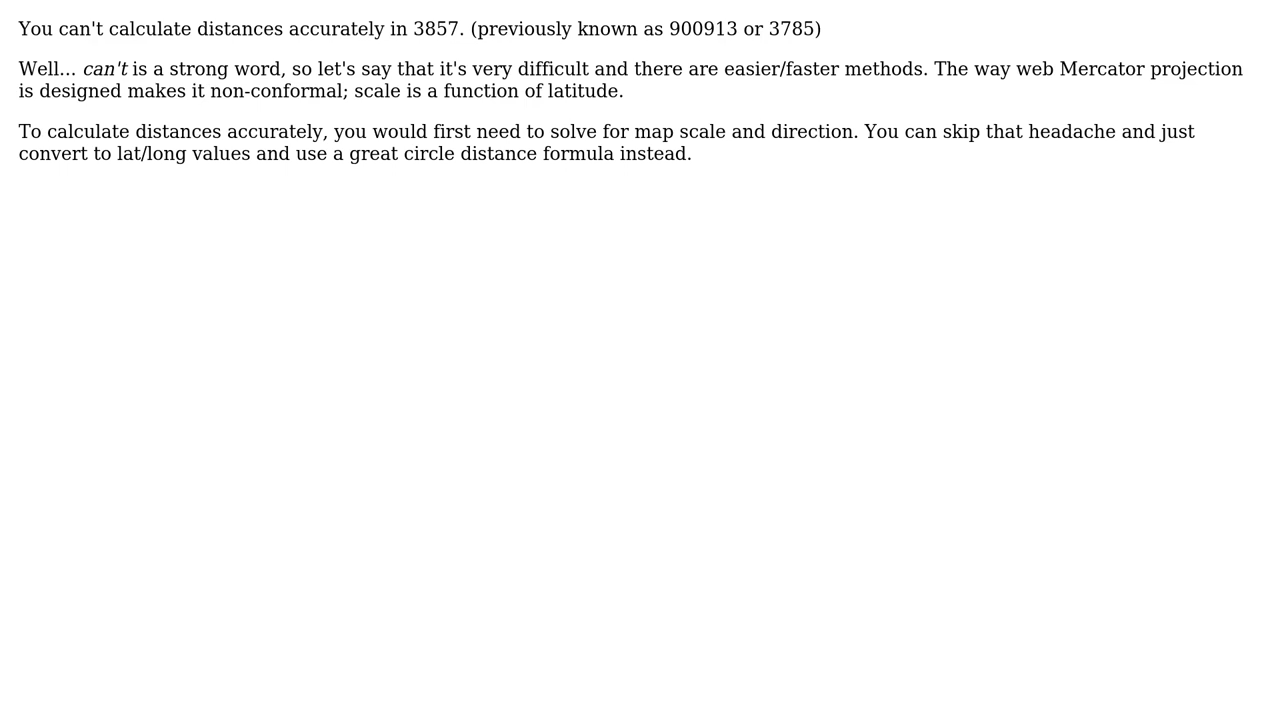 You can't calculate distances accurately in 3857. (previously known as 900913 or 3785)
Well... can't is a strong word, so let's say that it's very difficult and there are easier/faster methods. The way web Mercator projection
is designed makes it non-conformal; scale is a function of latitude.
To calculate distances accurately, you would first need to solve for map scale and direction. You can skip that headache and just
convert to lat/long values and use a great circle distance formula instead.